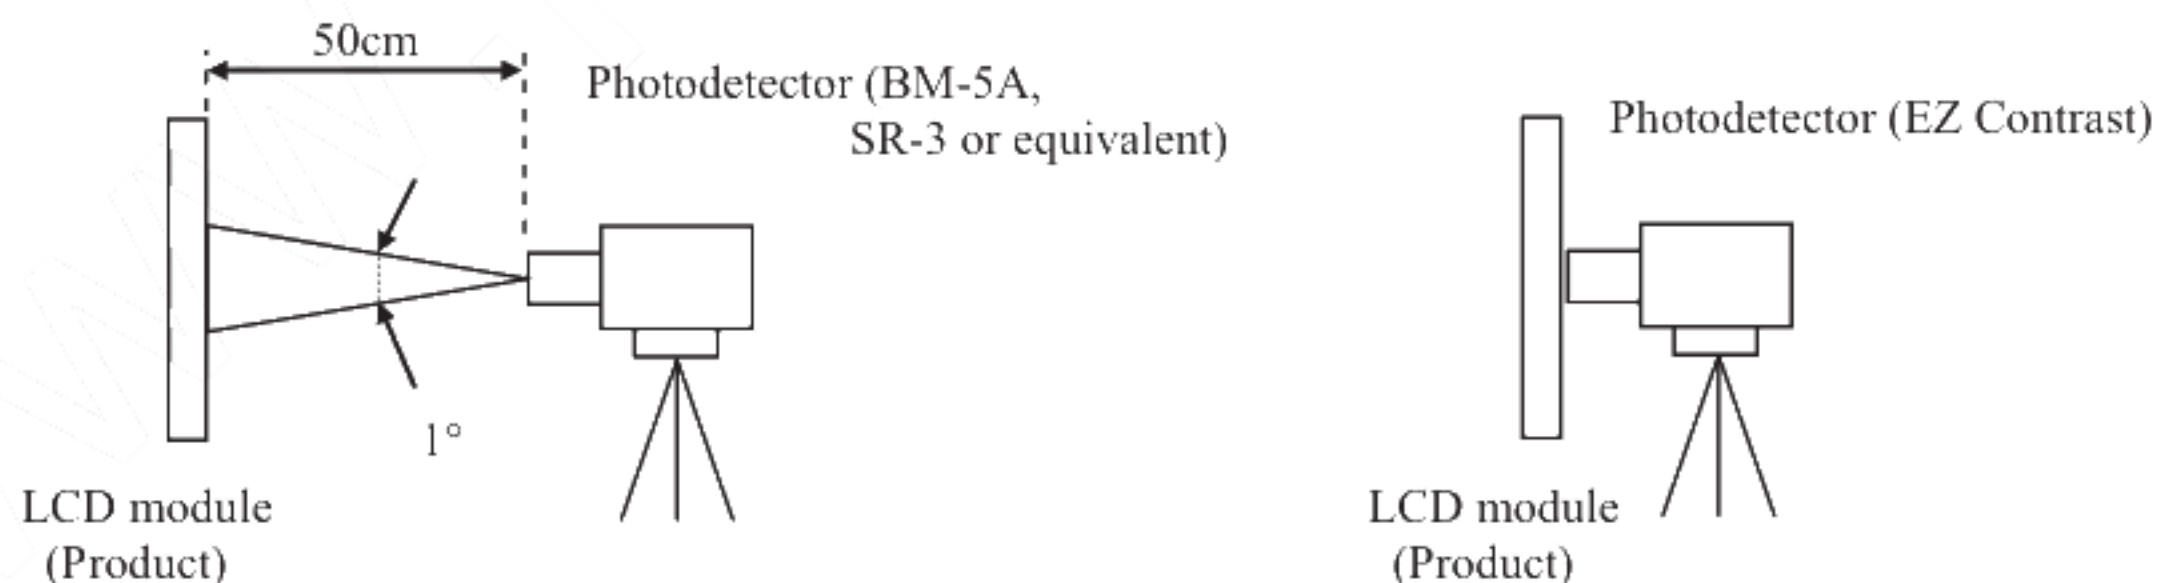 50cm
Photodetector (BM-5A,
SR-3 or equivalent)
1°
LCD module
(Product)
Photodetector (EZ Contrast)
LCD module
(Product)